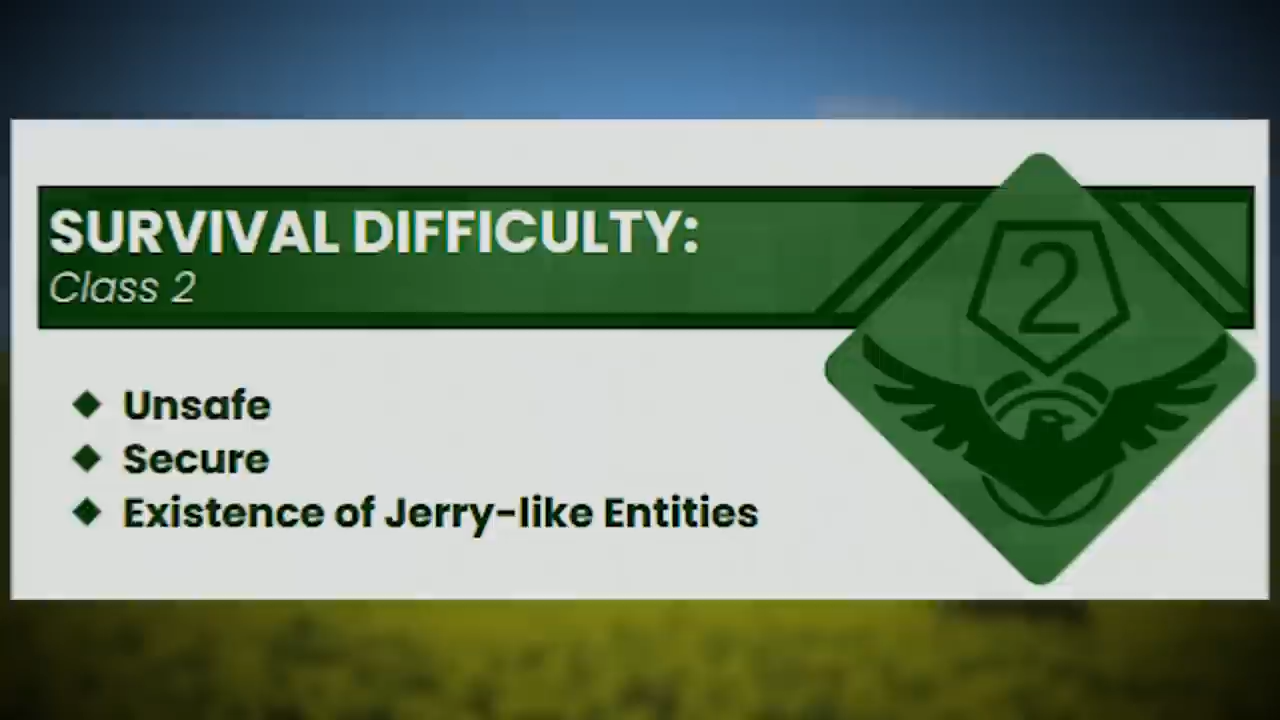 SURVIVAL DIFFICULTY:
Class 2
2
Unsafe
Secure
Existence of Jerry-like Entities